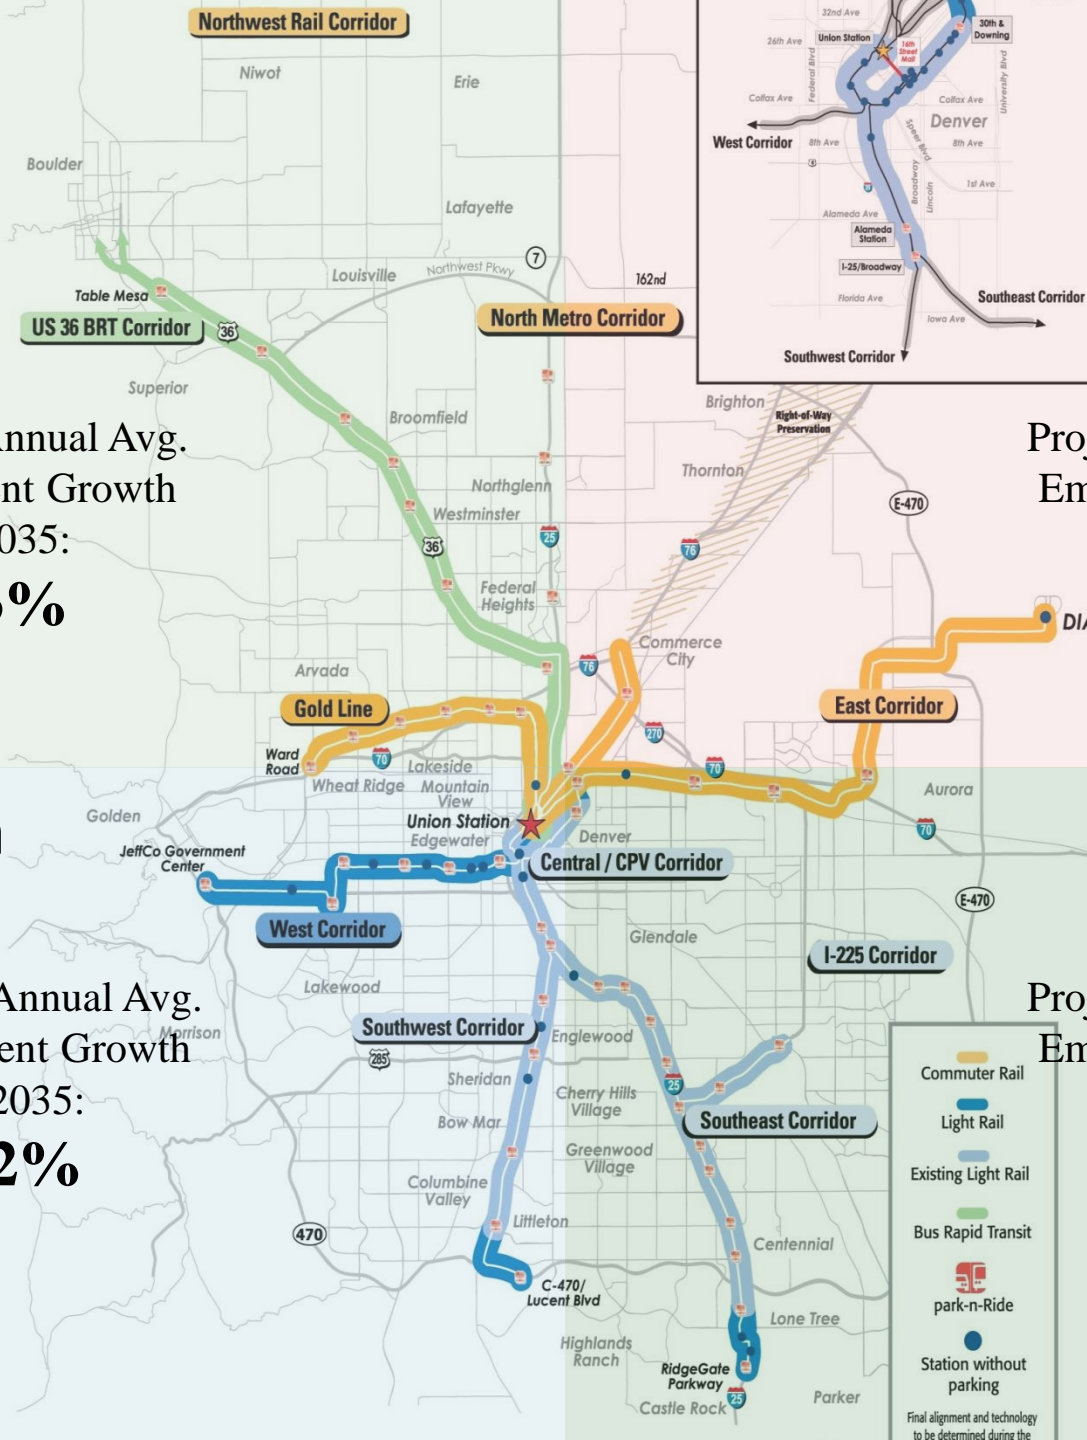 Northwest Rail Corridor
Niwot
Erie
Boulder
Lafayette
Louisville
Northwest Pkwy
7
162nd
Table Mesa
US 36 BRT Corridor
36
North Metro Corridor
Superior
Broomfield
Brighton
Right-of-Way
Preservation
Thornton
Northglenn
Westminster
36
25
76
E-470
Federal
Heights
Commerce
City
76
Arvada
Gold Line
East Corridor
270
Ward
Road
70
Lakeside
70
Wheat Ridge
Mountain
View
Aurora
Golden
Union Station
Edgewater
Denver
70
JeffCo Government
Center
Central / CPV Corridor
E-470
West Corridor
Glendale
I-225 Corridor
Lakewood
Morrison
Southwest Corridor
Englewood
285
Sheridan
25
Cherry Hills
Village
Bow Mar
Southeast Corridor
Greenwood
Village
Columbine
Valley
Littleton
470
Centennial
C-470/
Lucent Blvd
Lone Tree
Highlands
Ranch
RidgeGate
Parkway
25
Castle Rock
Parker
32nd Ave
30th &
Downing
Union Station
26th Ave
16th
Street
Mall
Federal Blvd
University Blvd
Colfax Ave
Colfax Ave
Denver
West Corridor
8th Ave
Speer Blvd
8th Ave
1st Ave
Broadway
Lincoln
Alameda Ave
Alameda
Station
I-25/Broadway
Florida Ave
Iowa Ave
Southeast Corridor
Southwest Corridor
nnual Avg.
nt Growth
035:
%
Annual Avg.
ent Growth
2035:
2%
Pro
Em
DIA
Pro
Em
Commuter Rail
Light Rail
Existing Light Rail
Bus Rapid Transit
park-n-Ride
Station without
parking
Final alignment and technology
to be determined during the